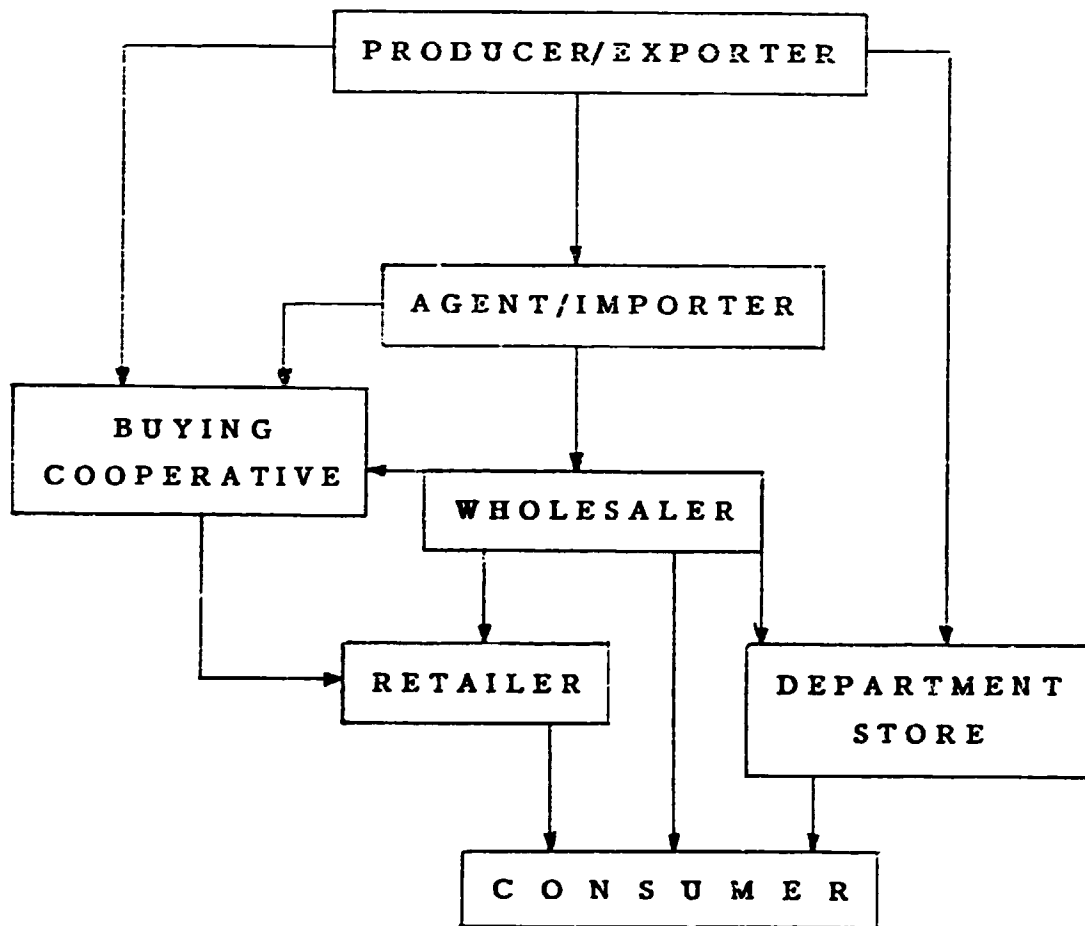 PRODUCER/EXPORTER
AGENT/IMPORTER
BUYING
COOPERATIVE
WHOLESALER
RETAILER
DEPARTMENT
STORE
CONSUMER